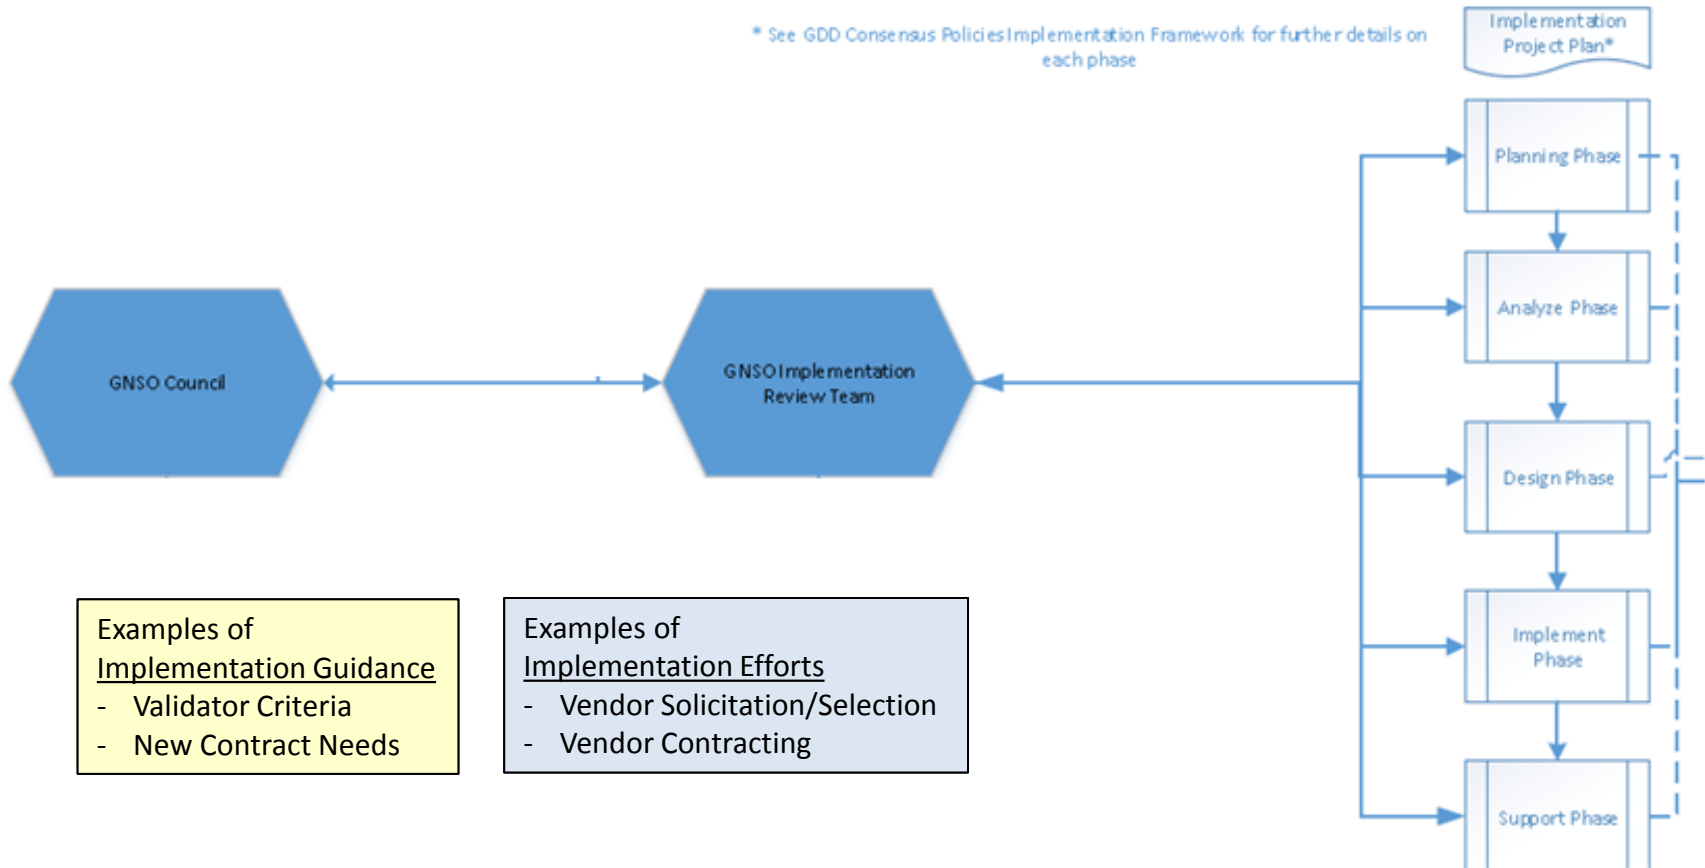 * See GDD Consensus Policies Implementation Framework for further details on
each phase
Implementation
Project Plan*
Planning Phase
Analyze Phase
GNSO Council
GNSO Implementation
Review Team
Design Phase
Examples of
Implementation Guidance
- Validator Criteria
- New Contract Needs
Examples of
Implementation Efforts
- Vendor Solicitation/Selection
- Vendor Contracting
Implement
Phase
Support Phase